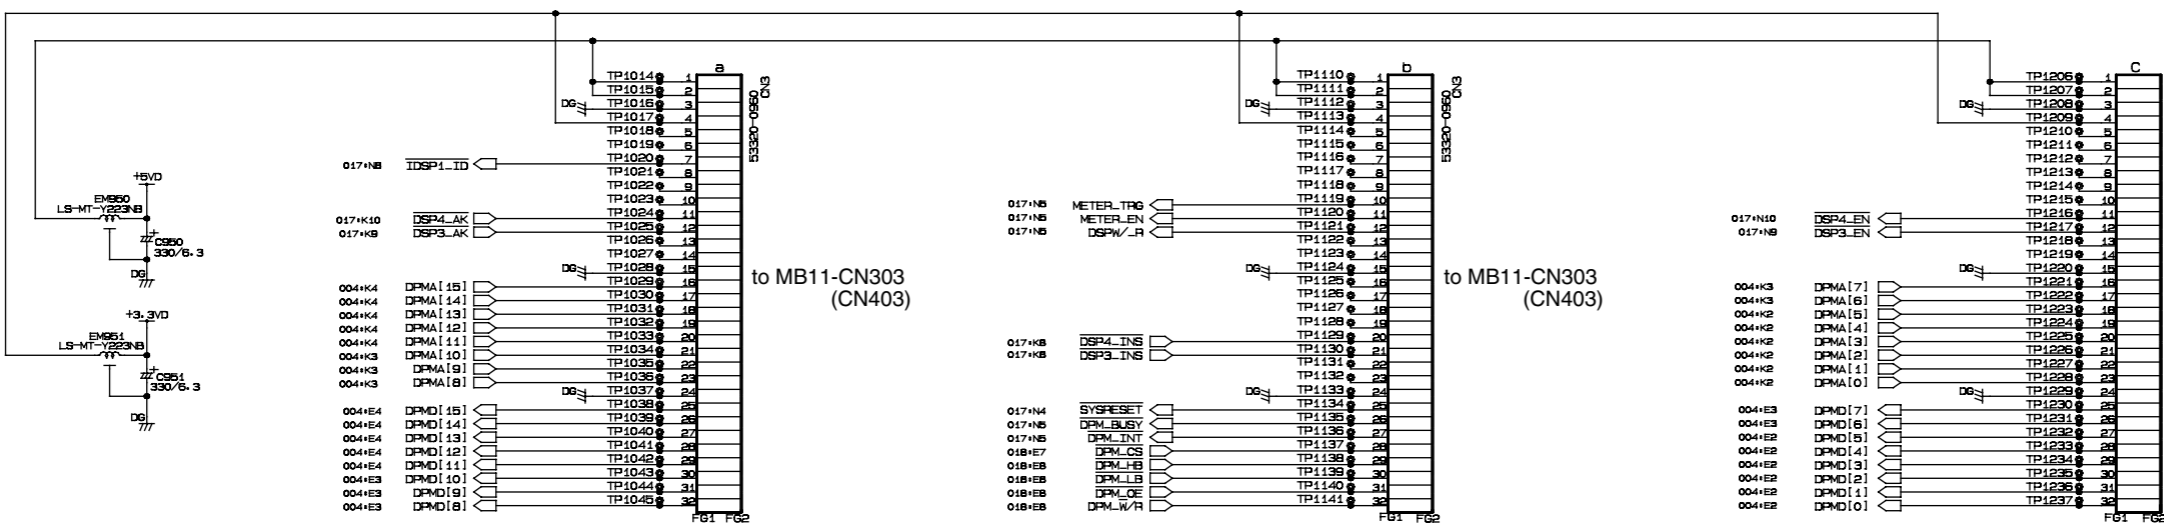 a
CN3
53320-0960
TP1014 1
TP1015 2
DG TP1016 3
TP1017 4
TP1018 5
TP1019 6
017:N8 IDSP1_ID TP1020 7
TP1021 8
TP1022 9
TP1023 10
017:K10 DSP4_AK TP1024 11
017:K9 DSP3_AK TP1025 12
TP1026 13
TP1027 14
DG TP1028 15
004:K4 DPMA[15] TP1029 16
004:K4 DPMA[14] TP1030 17
004:K4 DPMA[13] TP1031 18
004:K4 DPMA[12] TP1032 19
004:K4 DPMA[11] TP1033 20
004:K3 DPMA[10] TP1034 21
004:K3 DPMA[9] TP1035 22
004:K3 DPMA[8] TP1036 23
DG TP1037 24
004:E4 DPMD[15] TP1038 25
004:E4 DPMD[14] TP1039 26
004:E4 DPMD[13] TP1040 27
004:E4 DPMD[12] TP1041 28
004:E4 DPMD[11] TP1042 29
004:E3 DPMD[10] TP1043 30
004:E3 DPMD[9] TP1044 31
004:E3 DPMD[8] TP1045 32
FG1 FG2
to MB11-CN303
(CN403)
+5VD
EM950
LS-MT-Y223NB
C950
330/6.3
DG
+3.3VD
EM951
LS-MT-Y223NB
C951
330/6.3
DG
b
CN3
53320-0960
TP1110 1
TP1111 2
DG TP1112 3
TP1113 4
TP1114 5
TP1115 6
TP1116 7
TP1117 8
TP1118 9
017:N5 METER_TRG TP1119 10
017:N5 METER_EN TP1120 11
017:N5 DSPW/_R TP1121 12
TP1122 13
TP1123 14
DG TP1124 15
TP1125 16
TP1126 17
TP1127 18
TP1128 19
017:K8 DSP4_INS TP1129 20
017:K8 DSP3_INS TP1130 21
TP1131 22
TP1132 23
DG TP1133 24
017:N4 SYSRESET TP1134 25
017:N5 DPM_BUSY TP1135 26
017:N5 DPM_INT TP1136 27
018:E7 DPM_CS TP1137 28
018:E8 DPM_HB TP1138 29
018:E8 DPM_LB TP1139 30
018:E8 DPM_OE TP1140 31
018:E8 DPM_W/R TP1141 32
FG1 FG2
to MB11-CN303
(CN403)
C
TP1206 1
TP1207 2
DG TP1208 3
TP1209 4
TP1210 5
TP1211 6
TP1212 7
TP1213 8
TP1214 9
TP1215 10
017:N10 DSP4_EN TP1216 11
017:N9 DSP3_EN TP1217 12
TP1218 13
TP1219 14
DG TP1220 15
004:K3 DPMA[7] TP1221 16
004:K3 DPMA[6] TP1222 17
004:K2 DPMA[5] TP1223 18
004:K2 DPMA[4] TP1224 19
004:K2 DPMA[3] TP1225 20
004:K2 DPMA[2] TP1226 21
004:K2 DPMA[1] TP1227 22
004:K2 DPMA[0] TP1228 23
DG TP1229 24
004:E3 DPMD[7] TP1230 25
004:E3 DPMD[6] TP1231 26
004:E2 DPMD[5] TP1232 27
004:E2 DPMD[4] TP1233 28
004:E2 DPMD[3] TP1234 29
004:E2 DPMD[2] TP1235 30
004:E2 DPMD[1] TP1236 31
004:E2 DPMD[0] TP1237 32
FG1